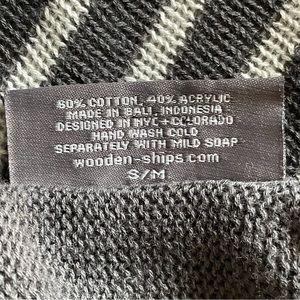 60% COTTON, 40% ACRYLIC
MADE IN BALI, INDONESIA
DESIGNED IN NYC + COLORADO
HAND WASH COLD
SEPARATELY WITH MILD SOAP
wooden-ships.com
S/M